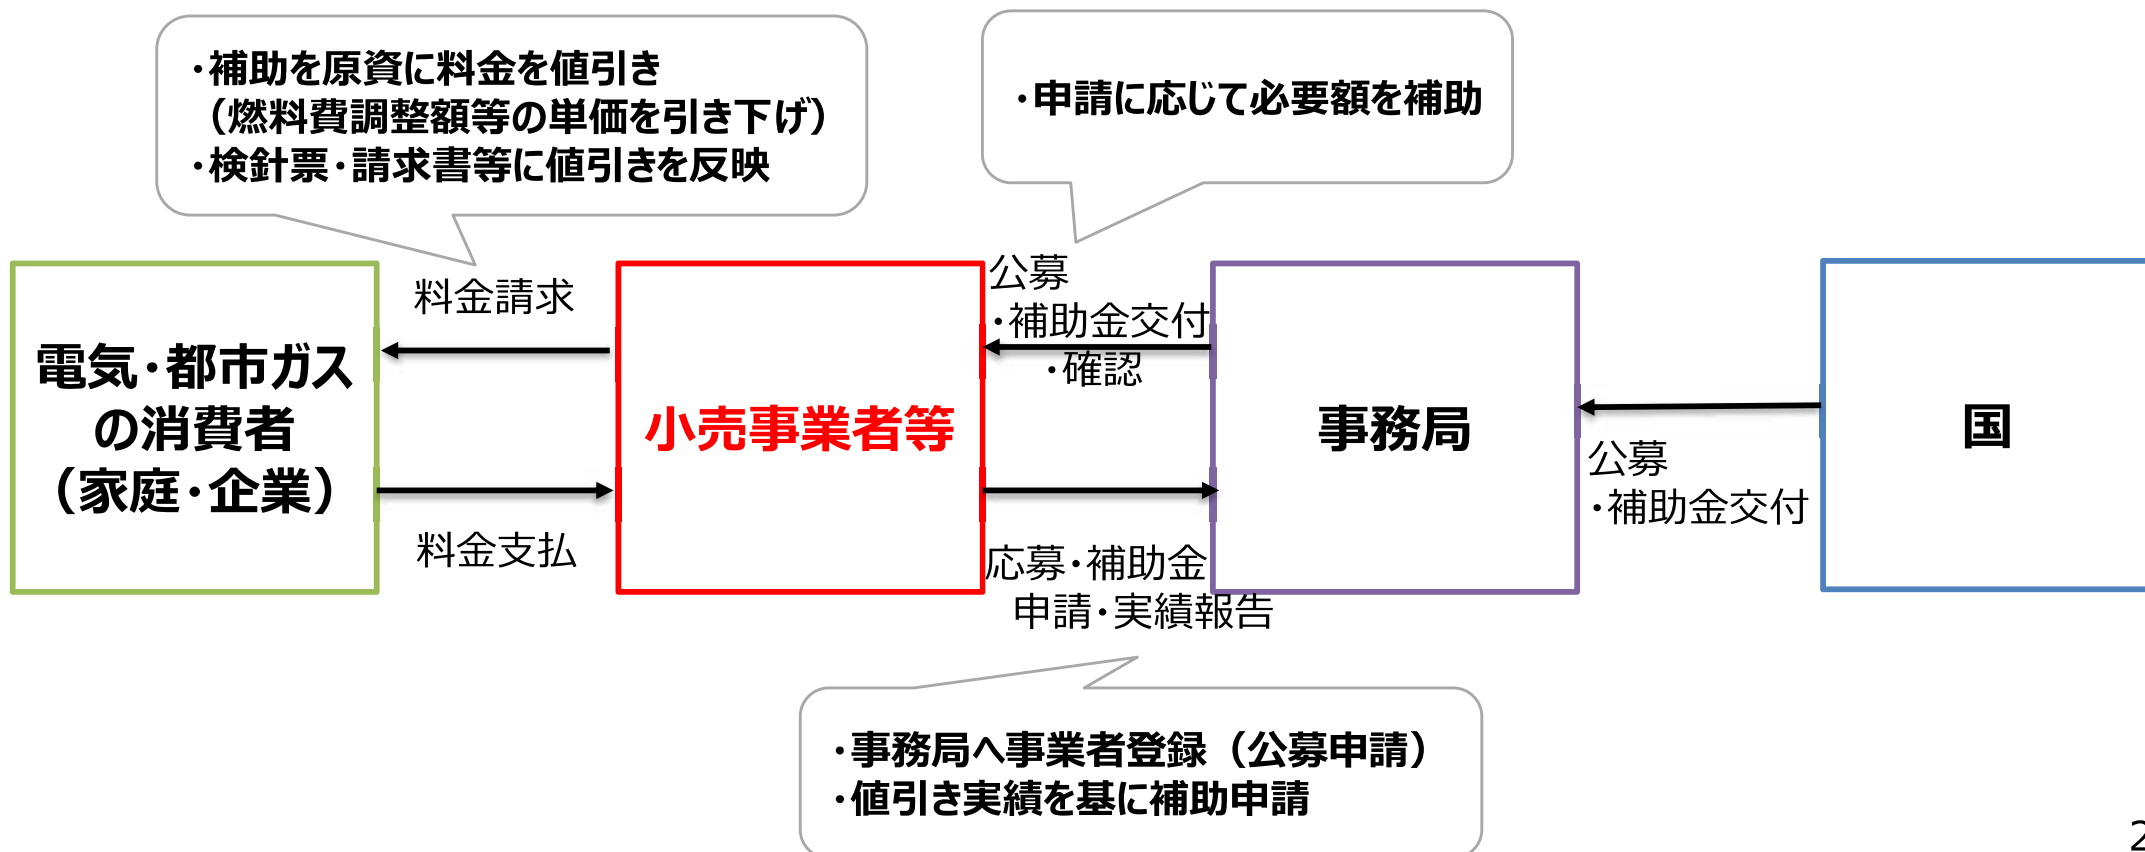 ・補助を原資に料金を値引き
（燃料費調整額等の単価を引き下げ）
・検針票・請求書等に値引きを反映
・申請に応じて必要額を補助
電気・都市ガス
の消費者
（家庭・企業）
料金請求
料金支払
小売事業者等
公募
・補助金交付
・確認
応募・補助金
申請・実績報告
事務局
公募
・補助金交付
国
・事務局へ事業者登録（公募申請）
・値引き実績を基に補助申請
2